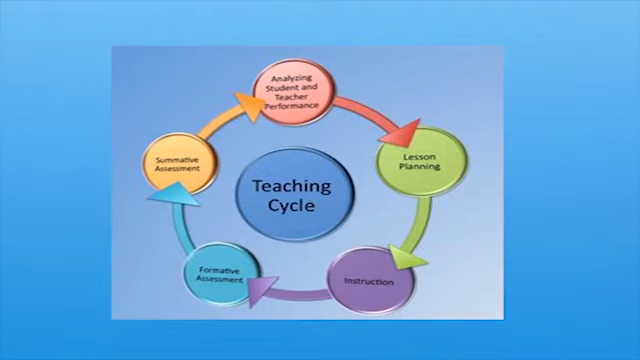 Analyzing
Student and
Teacher
Performance
Lesson
Planning
Instruction
Formative
Assessment
Summative
Assessment
Teaching
Cycle